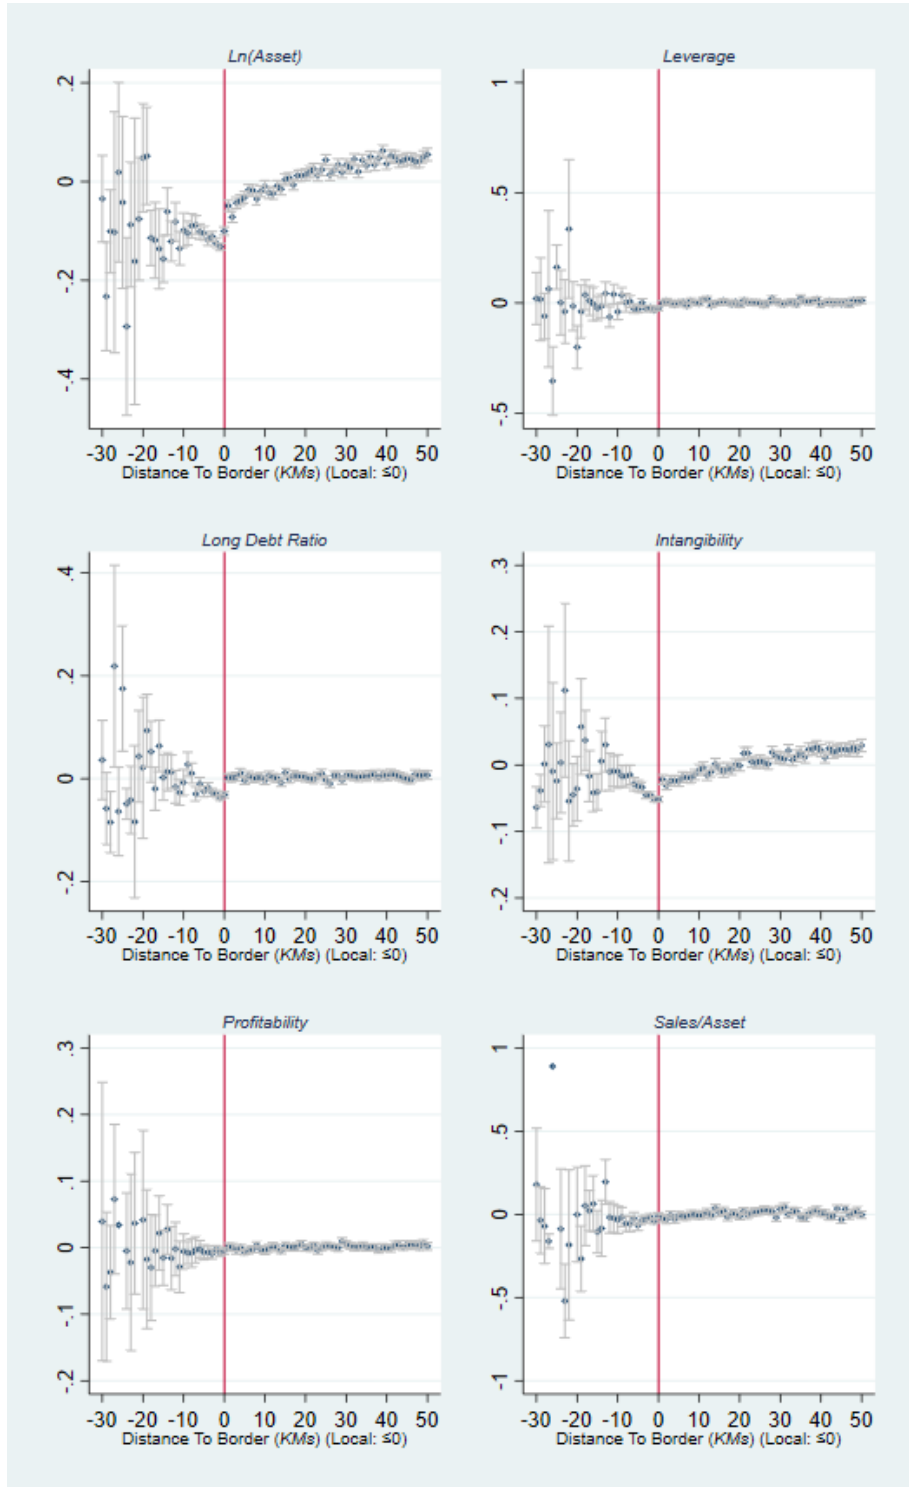 Ln(Asset)
.2
0
-.2
-.4
-30 -20 -10 0 10 20 30 40 50
Distance To Border (KMs) (Local: ≤0)
Leverage
1
.5
0
-.5
-30 -20 -10 0 10 20 30 40 50
Distance To Border (KMs) (Local: ≤0)
Long Debt Ratio
.4
.2
0
-.2
-30 -20 -10 0 10 20 30 40 50
Distance To Border (KMs) (Local: ≤0)
Intangibility
.3
.2
.1
0
-.1
-.2
-30 -20 -10 0 10 20 30 40 50
Distance To Border (KMs) (Local: ≤0)
Profitability
.3
.2
.1
0
-.1
-.2
-30 -20 -10 0 10 20 30 40 50
Distance To Border (KMs) (Local: ≤0)
Sales/Asset
1
.5
0
-.5
-1
-30 -20 -10 0 10 20 30 40 50
Distance To Border (KMs) (Local: ≤0)